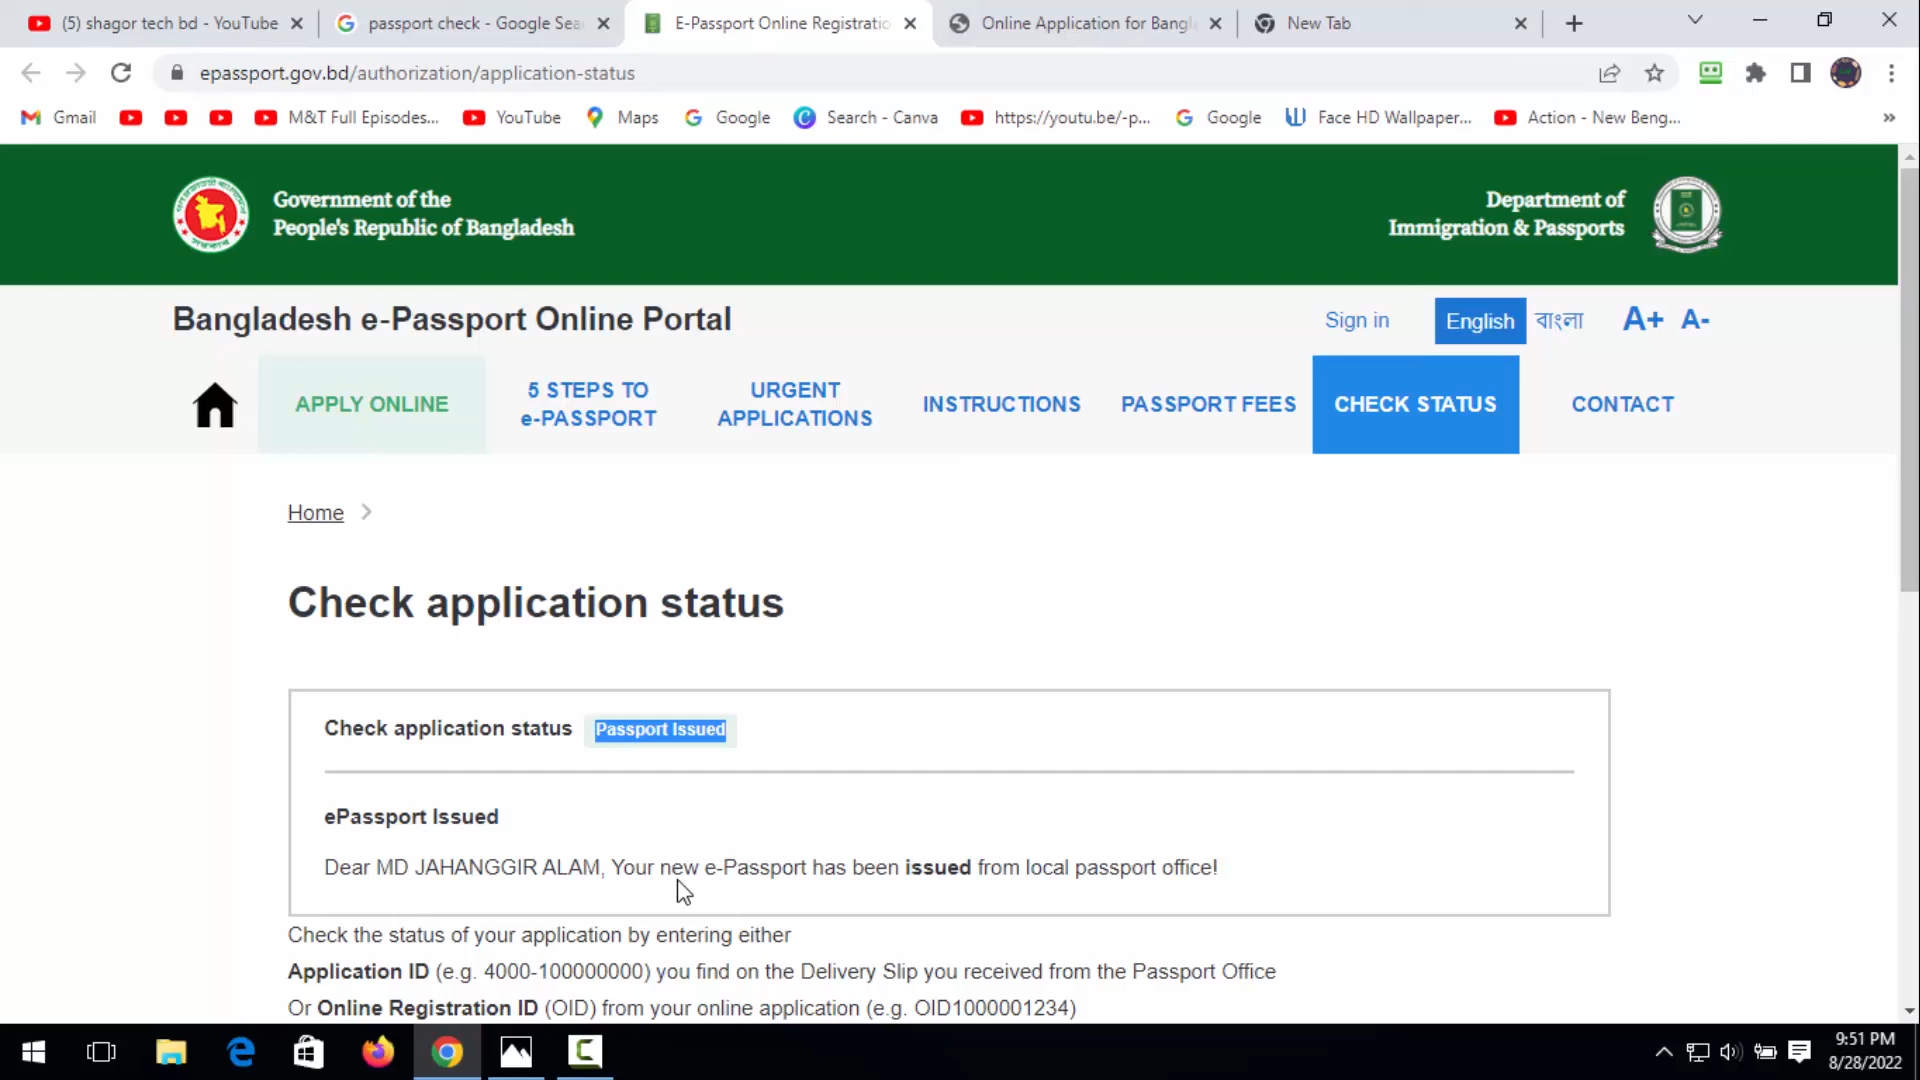 (5) shagor tech bd - YouTube
passport check - Google Sea
E-Passport Online Registratio
Online Application for Bangl
New Tab
epassport.gov.bd/authorization/application-status
Gmail
M&T Full Episodes...
YouTube
Maps
Google
Search - Canva
https://youtu.be/-p...
Google
Face HD Wallpaper...
Action - New Beng...
»
Government of the
People's Republic of Bangladesh
Department of
Immigration & Passports
Bangladesh e-Passport Online Portal
Sign in
English
বাংলা
A+ A-
APPLY ONLINE
5 STEPS TO
e-PASSPORT
URGENT
APPLICATIONS
INSTRUCTIONS
PASSPORT FEES
CHECK STATUS
CONTACT
Home
Check application status
Check application status Passport Issued
ePassport Issued
Dear MD JAHANGGIR ALAM, Your new e-Passport has been issued from local passport office!
Check the status of your application by entering either
Application ID (e.g. 4000-100000000) you find on the Delivery Slip you received from the Passport Office
Or Online Registration ID (OID) from your online application (e.g. OID1000001234)
9:51 PM
8/28/2022